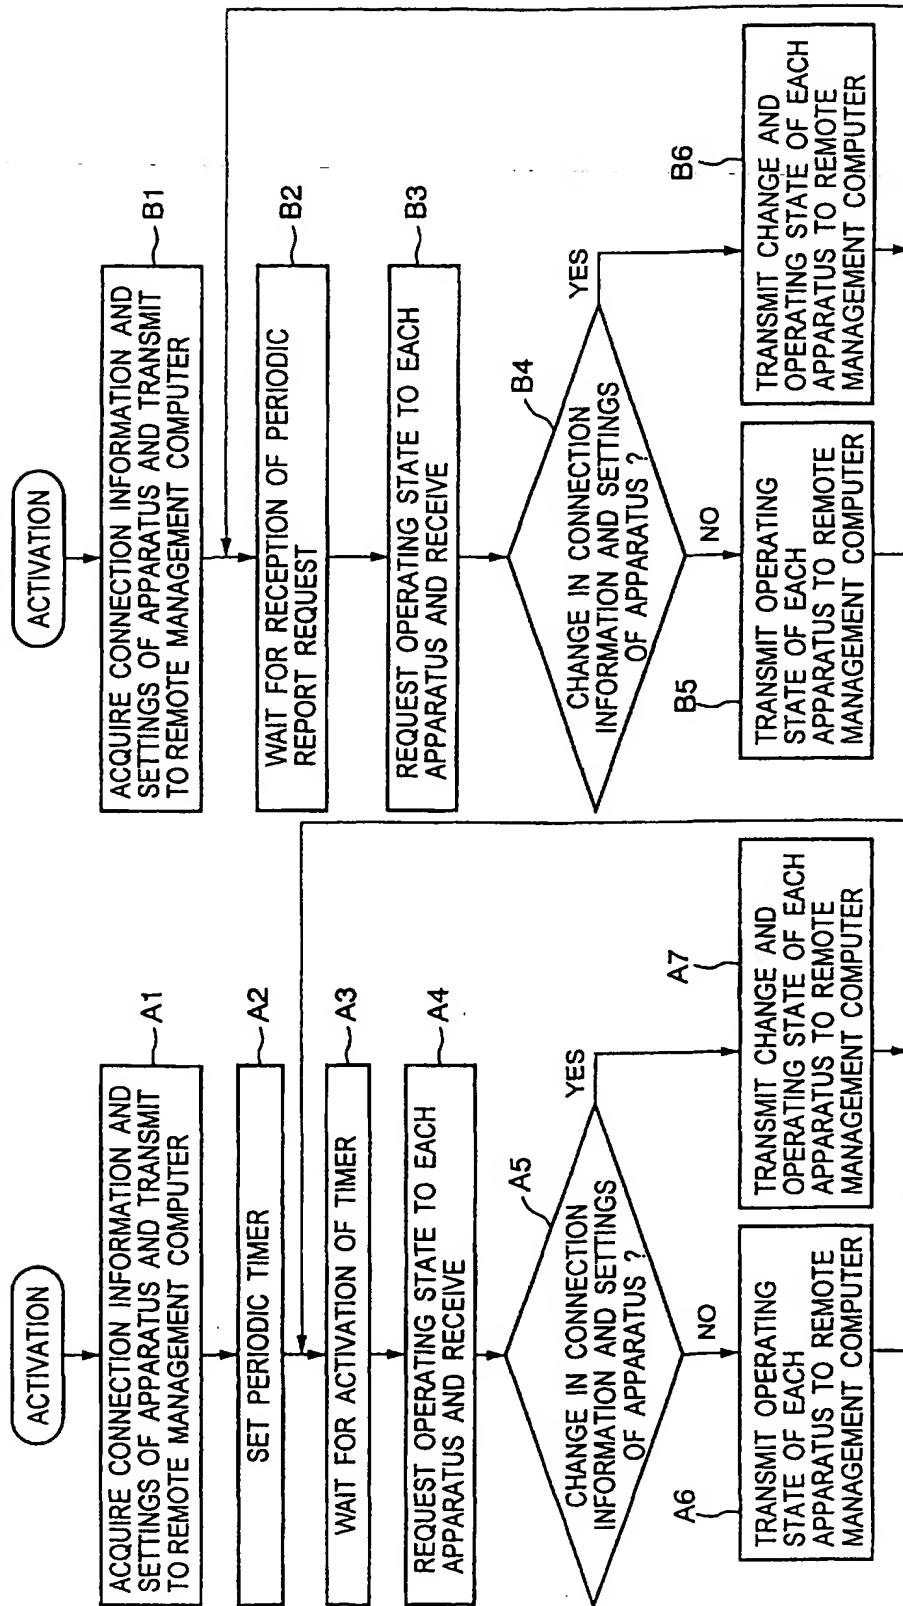 ACTIVATION
ACQUIRE CONNECTION INFORMATION AND
SETTINGS OF APPARATUS AND TRANSMIT
TO REMOTE MANAGEMENT COMPUTER
A1
SET PERIODIC TIMER
A2
WAIT FOR ACTIVATION OF TIMER
A3
REQUEST OPERATING STATE TO EACH
APPARATUS AND RECEIVE
A4
CHANGE IN CONNECTION
INFORMATION AND SETTINGS
OF APPARATUS ?
A5
YES
NO
TRANSMIT OPERATING
STATE OF EACH
APPARATUS TO REMOTE
MANAGEMENT COMPUTER
A6
TRANSMIT CHANGE AND
OPERATING STATE OF EACH
APPARATUS TO REMOTE
MANAGEMENT COMPUTER
A7
ACTIVATION
ACQUIRE CONNECTION INFORMATION AND
SETTINGS OF APPARATUS AND TRANSMIT
TO REMOTE MANAGEMENT COMPUTER
B1
WAIT FOR RECEPTION OF PERIODIC
REPORT REQUEST
B2
REQUEST OPERATING STATE TO EACH
APPARATUS AND RECEIVE
B3
CHANGE IN CONNECTION
INFORMATION AND SETTINGS
OF APPARATUS ?
B4
YES
NO
TRANSMIT OPERATING
STATE OF EACH
APPARATUS TO REMOTE
MANAGEMENT COMPUTER
B5
TRANSMIT CHANGE AND
OPERATING STATE OF EACH
APPARATUS TO REMOTE
MANAGEMENT COMPUTER
B6